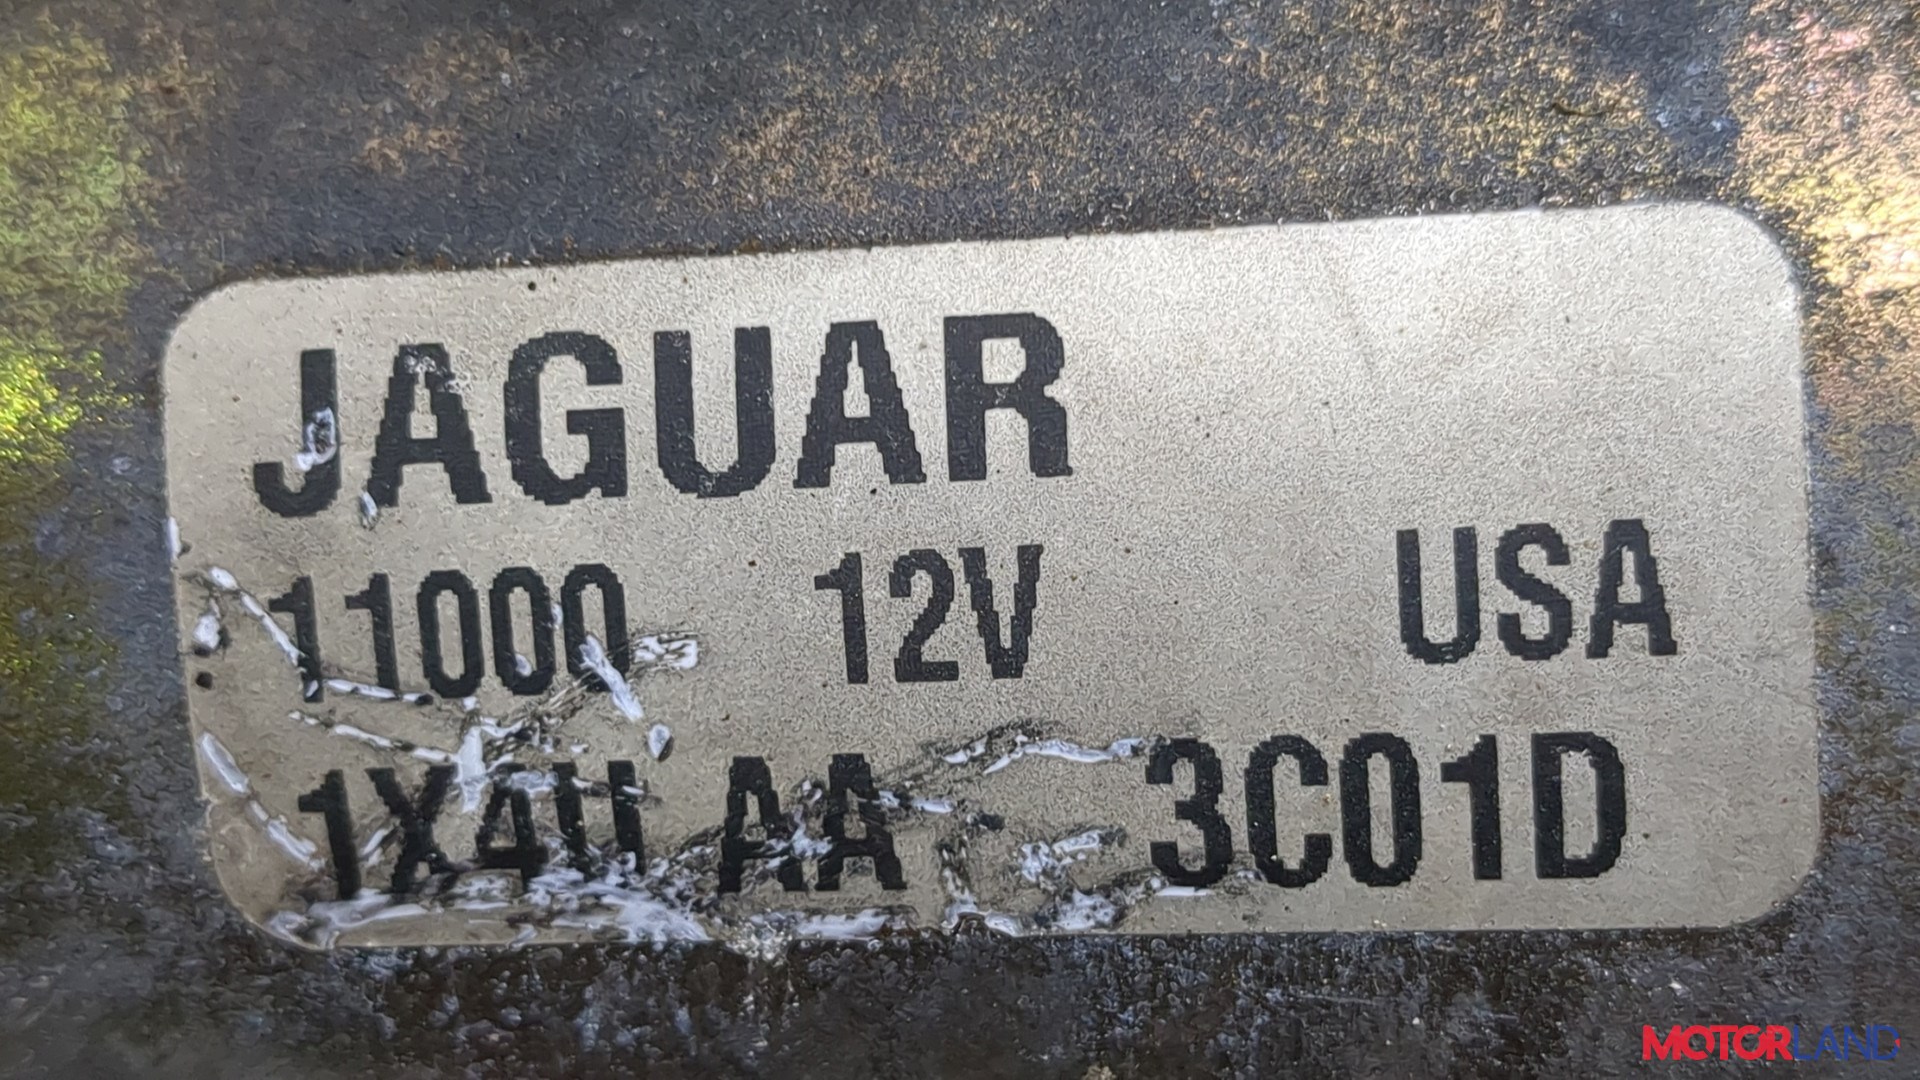 JAGUAR
11000 12V USA
1X4U AA 3C01D
MOTORLAND